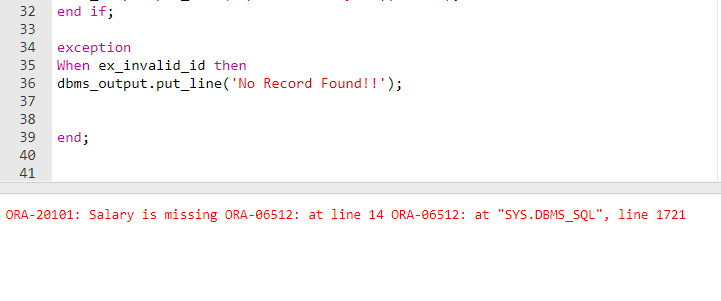 32 end if;
33
34 exception
35 When ex_invalid_id then
36 dbms_output.put_line('No Record Found!!');
37
38
39 end;
40
41
ORA-20101: Salary is missing ORA-06512: at line 14 ORA-06512: at "SYS.DBMS_SQL", line 1721